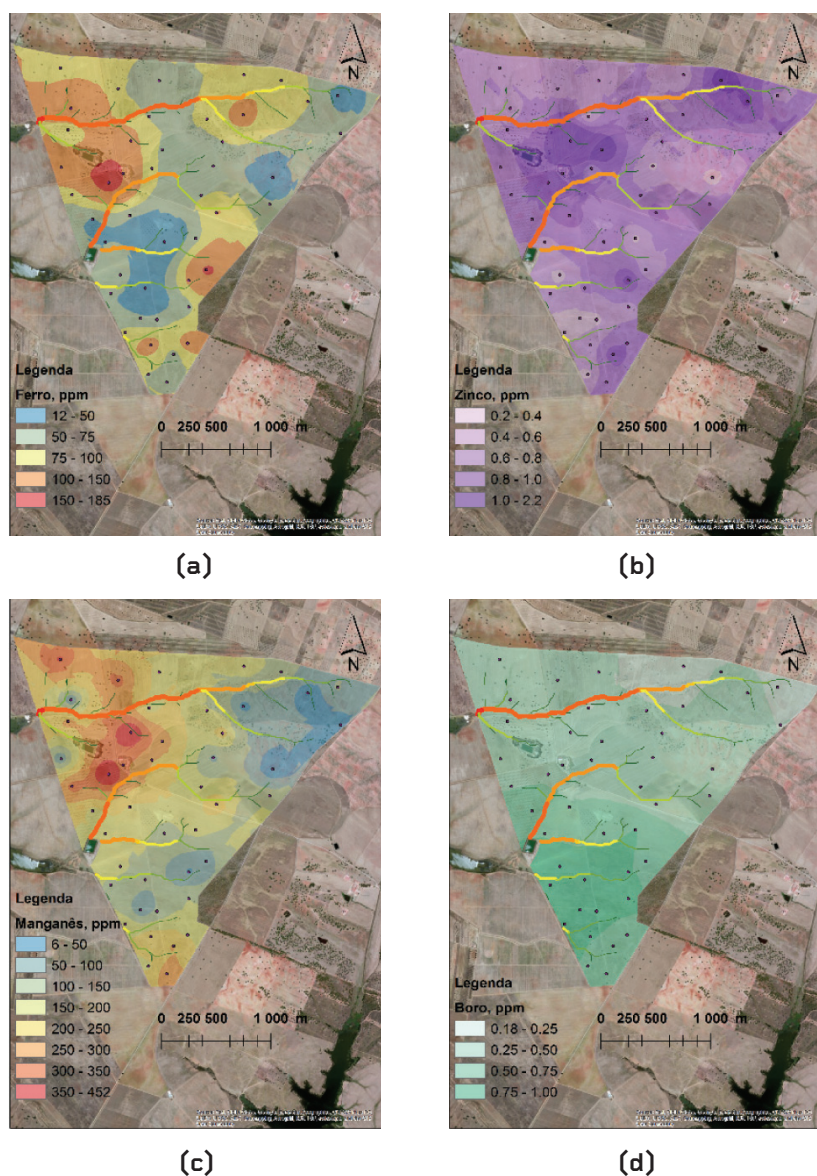 N
Legenda
Ferro, ppm
12 - 50
50 - 75
75 - 100
100 - 150
150 - 185
0 250 500 1 000 m
(a)
N
Legenda
Zinco, ppm
0.2 - 0.4
0.4 - 0.6
0.6 - 0.8
0.8 - 1.0
1.0 - 2.2
0 250 500 1 000 m
(b)
N
Legenda
Manganês, ppm
6 - 50
50 - 100
100 - 150
150 - 200
200 - 250
250 - 300
300 - 350
350 - 452
0 250 500 1 000 m
(c)
N
Legenda
Boro, ppm
0.18 - 0.25
0.25 - 0.50
0.50 - 0.75
0.75 - 1.00
0 250 500 1 000 m
(d)